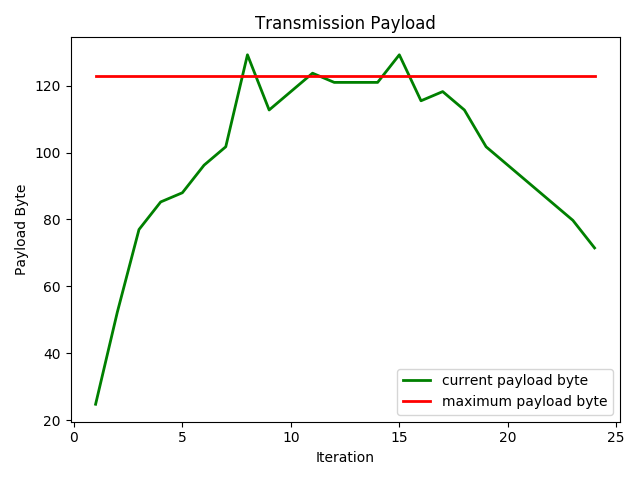 Transmission Payload
120
100
80
60
40
20
Payload Byte
0
5
10
15
20
25
Iteration
current payload byte
maximum payload byte